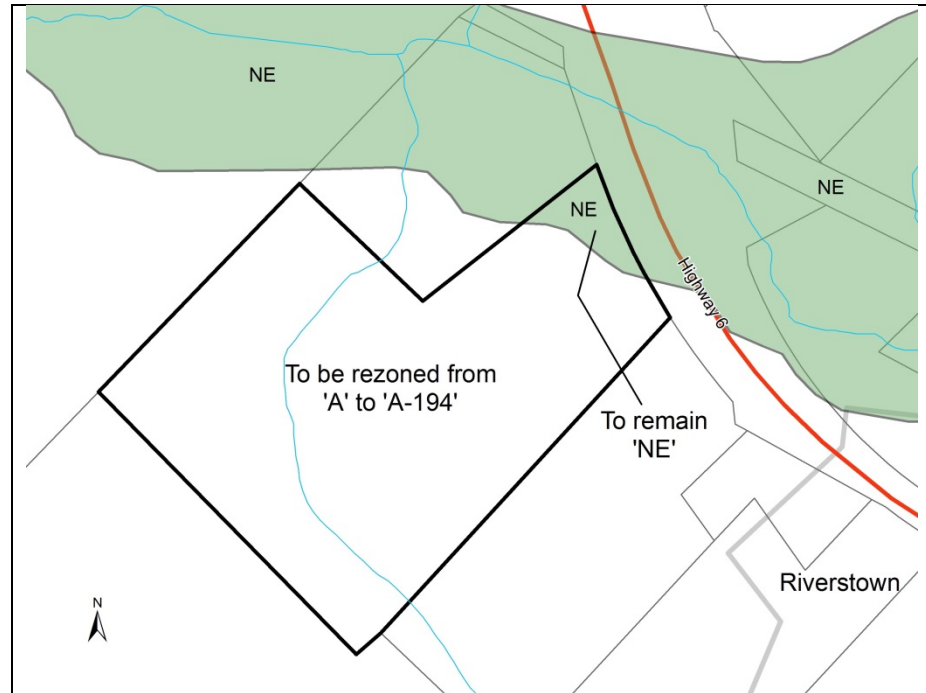 NE
NE
NE
Highway 6
To be rezoned from
'A' to 'A-194'
To remain
'NE'
Riverstown
N